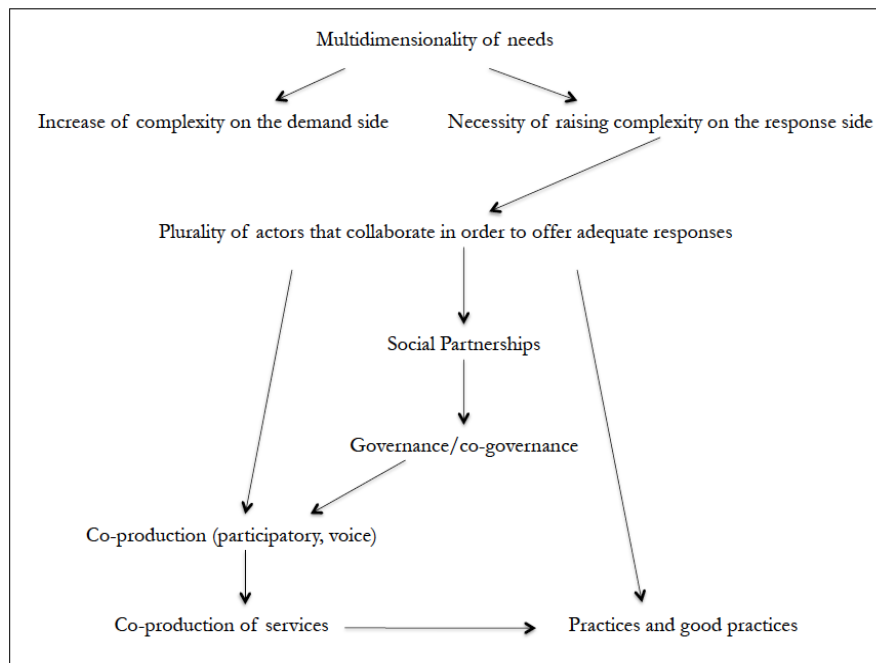 Multidimensionality of needs
Increase of complexity on the demand side
Necessity of raising complexity on the response side
Plurality of actors that collaborate in order to offer adequate responses
Social Partnerships
Governance/co-governance
Co-production (participatory, voice)
Co-production of services
Practices and good practices